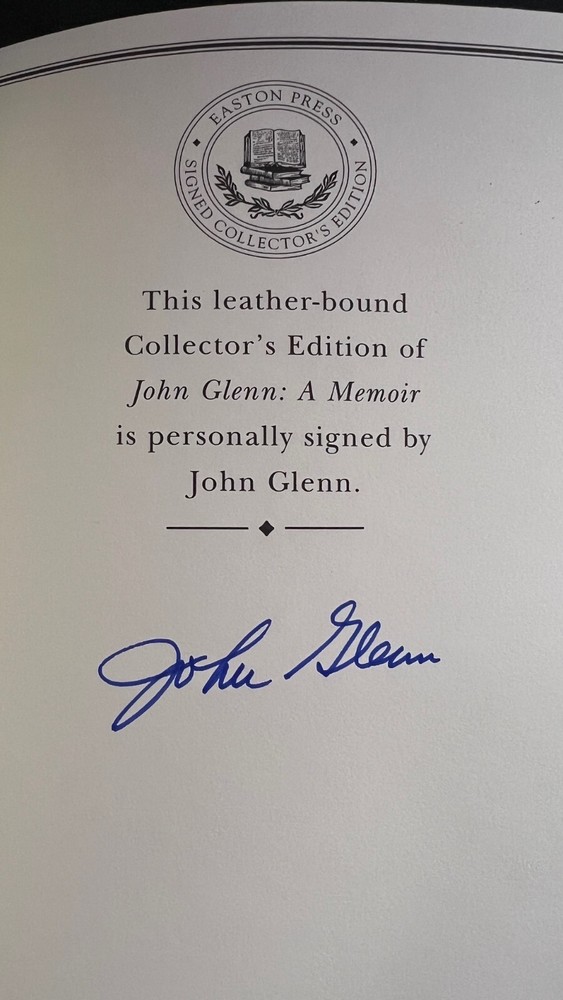 EASTON PRESS
SIGNED COLLECTOR'S EDITION
This leather-bound
Collector's Edition of
John Glenn: A Memoir
is personally signed by
John Glenn.
John Glenn